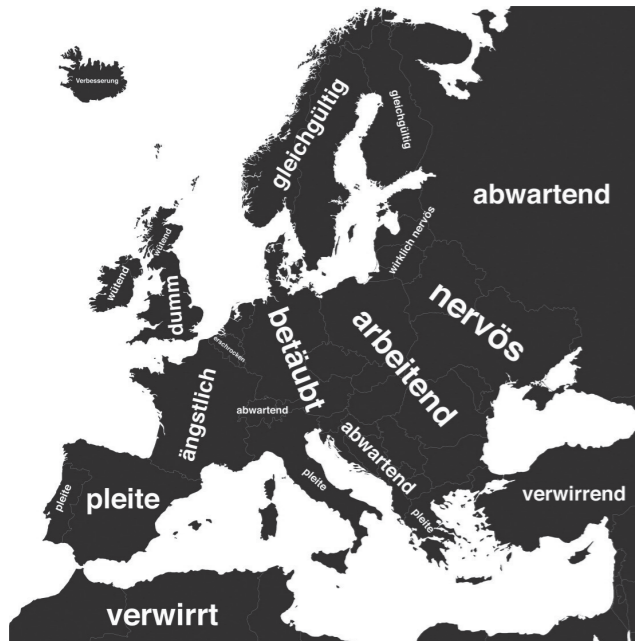 Verbesserung
gleichgültig
gleichgültig
abwartend
wütend
wütend
wirklich nervös
dumm
nervös
erschrocken
betäubt
arbeitend
ängstlich
abwartend
abwartend
pleite
pleite
pleite
pleite
verwirrend
verwirrt